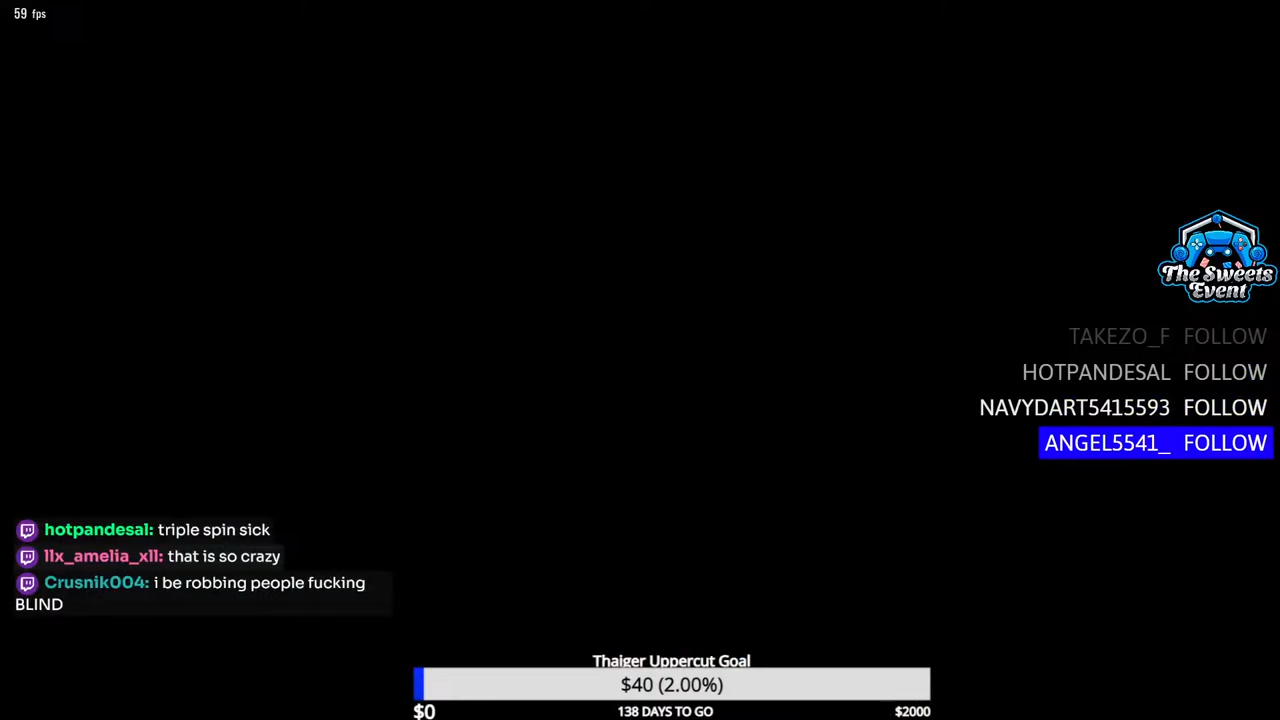 59 fps
The Sweets
Event
TAKEZO_F FOLLOW
HOTPANDESAL FOLLOW
NAVYDART5415593 FOLLOW
ANGEL5541_ FOLLOW
hotpandesal: triple spin sick
llx_amelia_xll: that is so crazy
Crusnik004: i be robbing people fucking
BLIND
Thaiger Uppercut Goal
$40 (2.00%)
$0 138 DAYS TO GO $2000